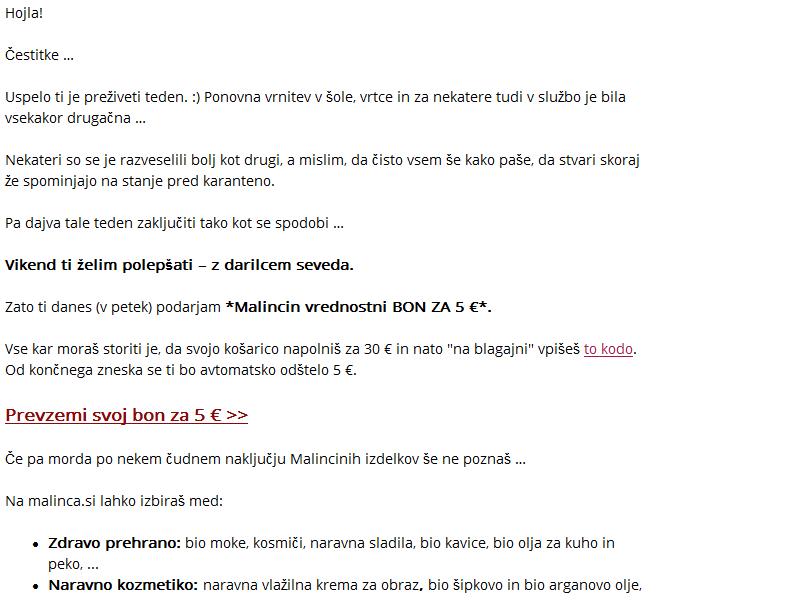 Hojla!
Čestitke ...
Uspelo ti je preživeti teden. :) Ponovna vrnitev v šole, vrtce in za nekatere tudi v službo je bila
vsekakor drugačna ...
Nekateri so se je razveselili bolj kot drugi, a mislim, da čisto vsem še kako paše, da stvari skoraj
že spominjajo na stanje pred karanteno.
Pa dajva tale teden zaključiti tako kot se spodobi ...
Vikend ti želim polepšati – z darilcem seveda.
Zato ti danes (v petek) podarjam *Malincin vrednostni BON ZA 5 €*.
Vse kar moraš storiti je, da svojo košarico napolniš za 30 € in nato "na blagajni" vpišeš to kodo.
Od končnega zneska se ti bo avtomatsko odštelo 5 €.
Prevzemi svoj bon za 5 € >>
Če pa morda po nekem čudnem naključju Malincinih izdelkov še ne poznaš ...
Na malinca.si lahko izbiraš med:
• Zdravo prehrano: bio moke, kosmiči, naravna sladila, bio kavice, bio olja za kuho in
peko, ...
• Naravno kozmetiko: naravna vlažilna krema za obraz, bio šipkovo in bio arganovo olje,